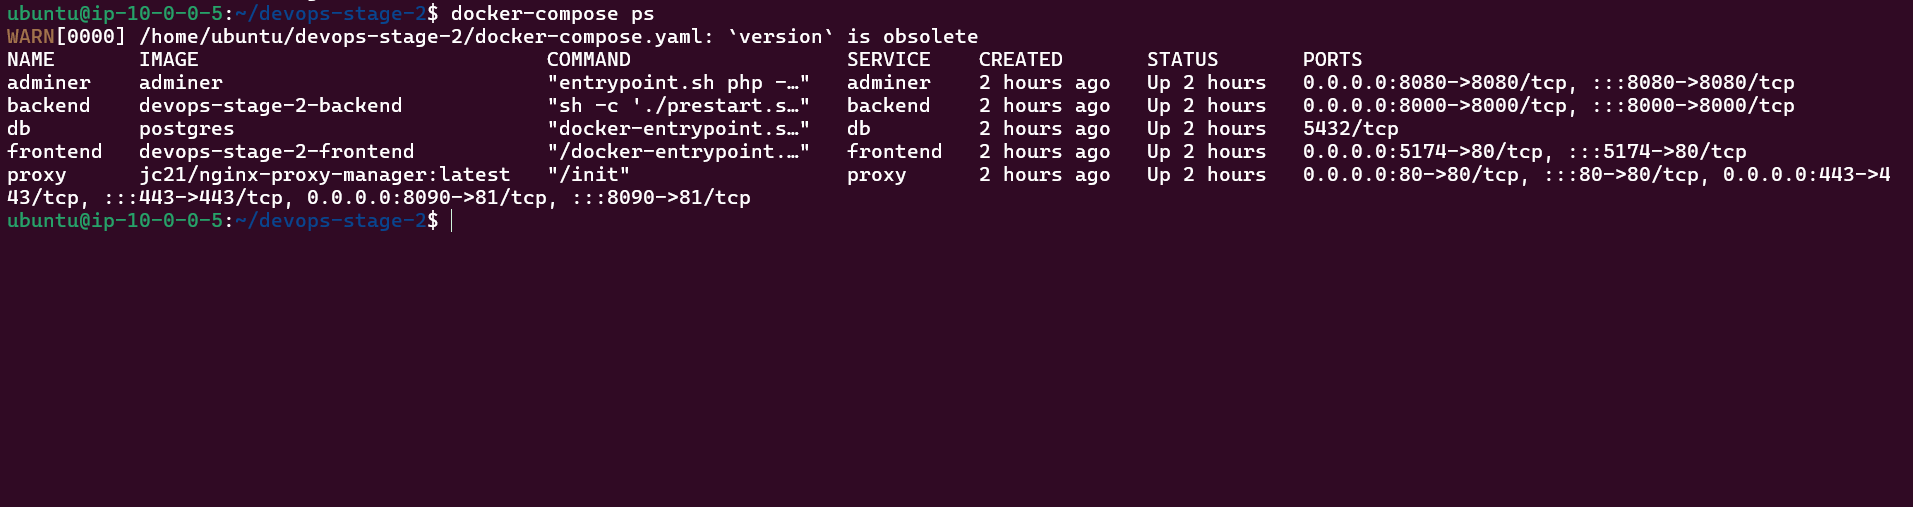 ubuntu@ip-10-0-0-5:~/devops-stage-2$ docker-compose ps
WARN[0000] /home/ubuntu/devops-stage-2/docker-compose.yaml: `version` is obsolete
NAME       IMAGE                             COMMAND                  SERVICE    CREATED       STATUS       PORTS
adminer    adminer                           "entrypoint.sh php -…"   adminer    2 hours ago   Up 2 hours   0.0.0.0:8080->8080/tcp, :::8080->8080/tcp
backend    devops-stage-2-backend            "sh -c './prestart.s…"   backend    2 hours ago   Up 2 hours   0.0.0.0:8000->8000/tcp, :::8000->8000/tcp
db         postgres                          "docker-entrypoint.s…"   db         2 hours ago   Up 2 hours   5432/tcp
frontend   devops-stage-2-frontend           "/docker-entrypoint.…"   frontend   2 hours ago   Up 2 hours   0.0.0.0:5174->80/tcp, :::5174->80/tcp
proxy      jc21/nginx-proxy-manager:latest   "/init"                  proxy      2 hours ago   Up 2 hours   0.0.0.0:80->80/tcp, :::80->80/tcp, 0.0.0.0:443->4
43/tcp, :::443->443/tcp, 0.0.0.0:8090->81/tcp, :::8090->81/tcp
ubuntu@ip-10-0-0-5:~/devops-stage-2$